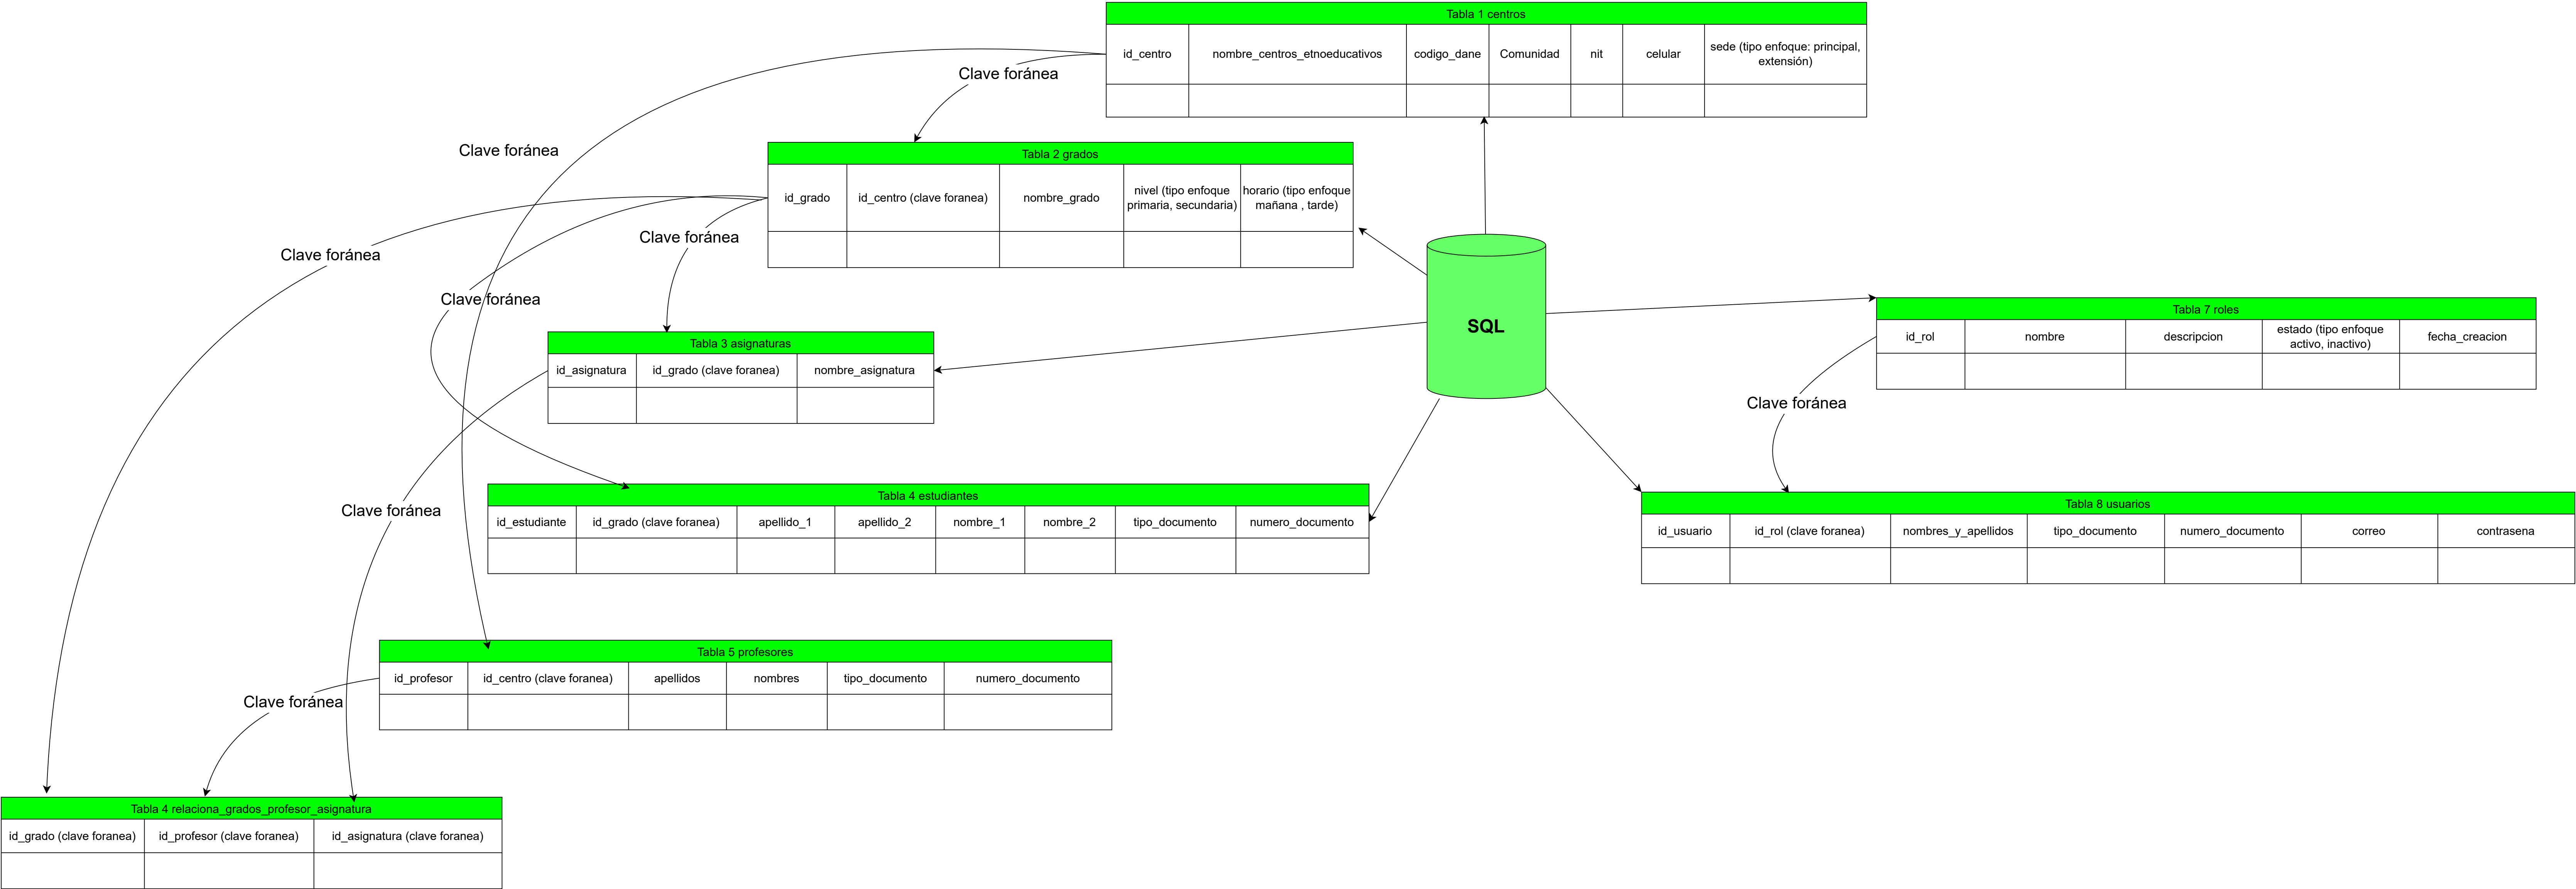 Tabla 1 centros
id_centro
nombre_centros_etnoeducativos
codigo_dane
Comunidad
nit
celular
sede (tipo enfoque: principal,
extensión)
Clave foránea
Clave foránea
Tabla 2 grados
id_grado
id_centro (clave foranea)
nombre_grado
nivel (tipo enfoque
primaria, secundaria)
horario (tipo enfoque
mañana , tarde)
Clave foránea
Clave foránea
Clave foránea
SQL
Tabla 7 roles
id_rol
nombre
descripcion
estado (tipo enfoque
activo, inactivo)
fecha_creacion
Tabla 3 asignaturas
id_asignatura
id_grado (clave foranea)
nombre_asignatura
Clave foránea
Tabla 4 estudiantes
id_estudiante
id_grado (clave foranea)
apellido_1
apellido_2
nombre_1
nombre_2
tipo_documento
numero_documento
Tabla 8 usuarios
id_usuario
id_rol (clave foranea)
nombres_y_apellidos
tipo_documento
numero_documento
correo
contrasena
Clave foránea
Tabla 5 profesores
id_profesor
id_centro (clave foranea)
apellidos
nombres
tipo_documento
numero_documento
Clave foránea
Tabla 4 relaciona_grados_profesor_asignatura
id_grado (clave foranea)
id_profesor (clave foranea)
id_asignatura (clave foranea)